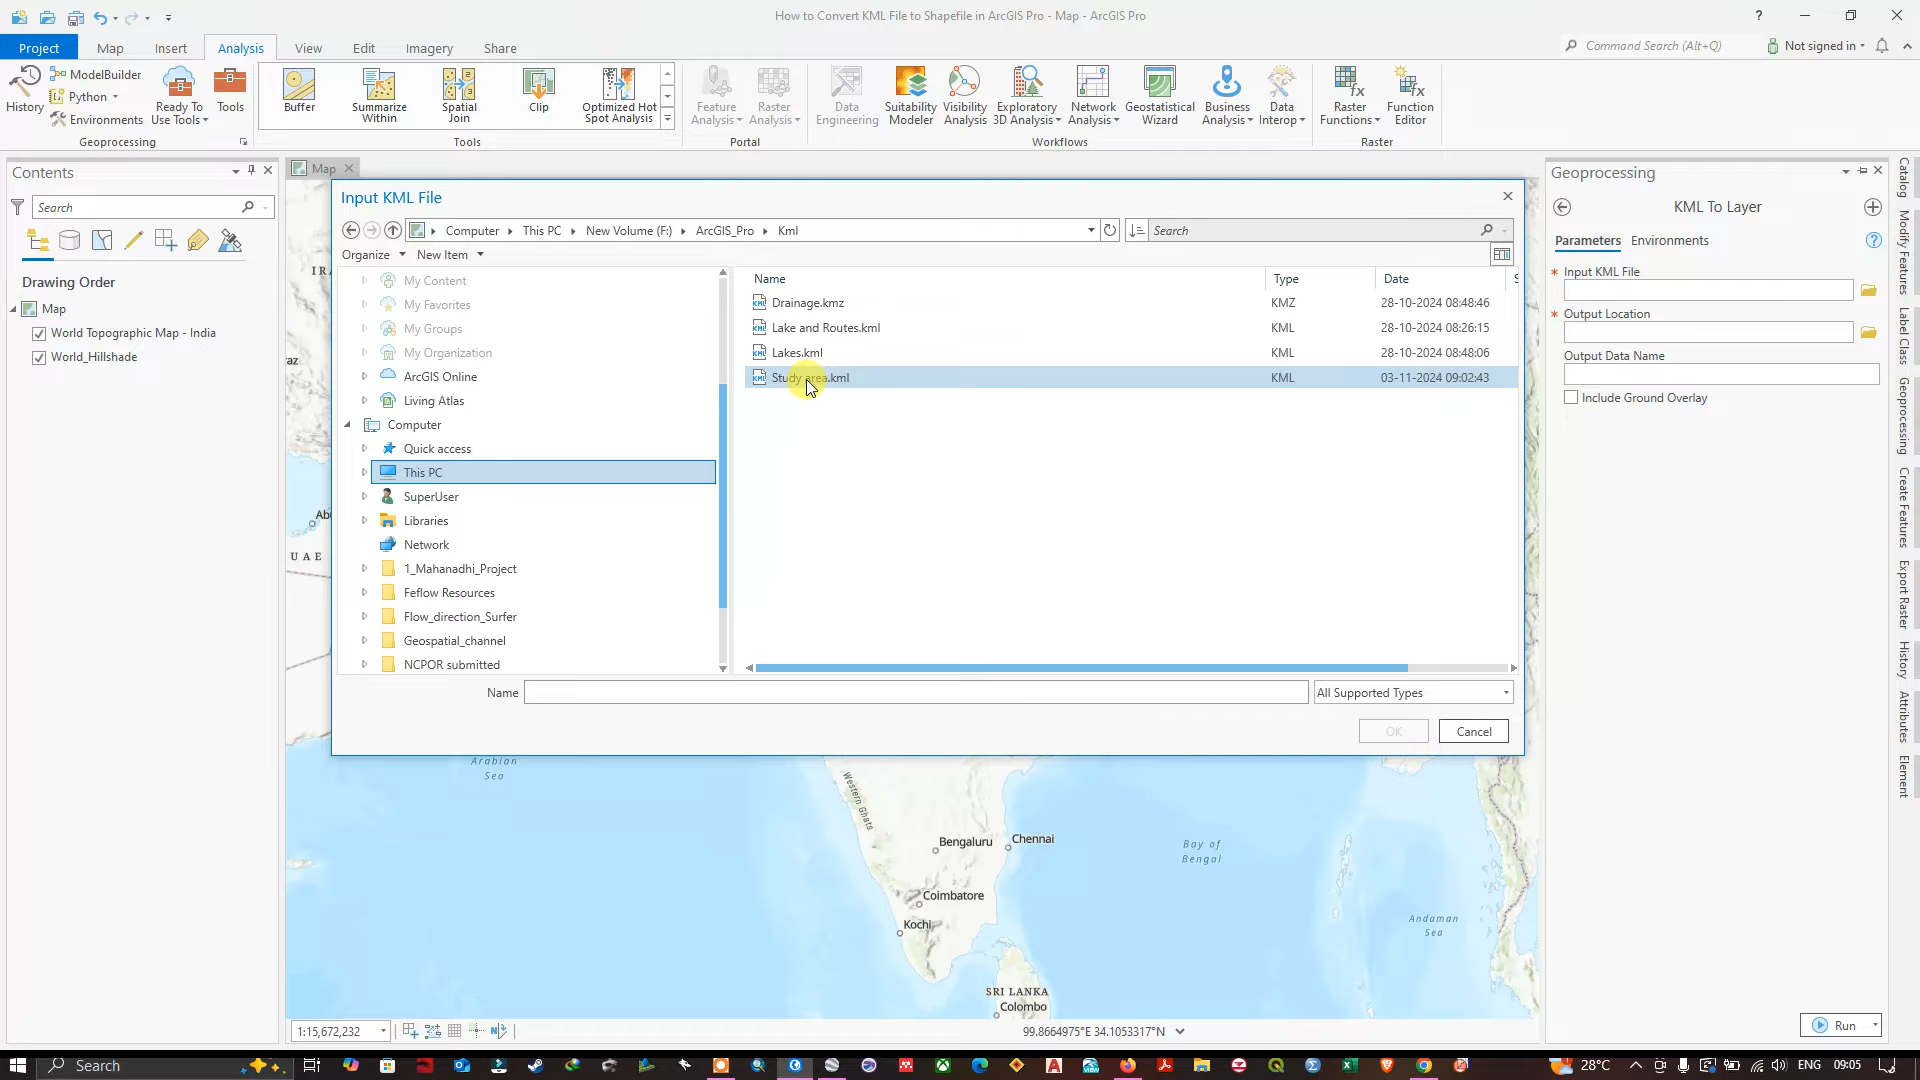 How to Convert KML File to Shapefile in ArcGIS Pro - Map - ArcGIS Pro
Project
Map
Insert
Analysis
View
Edit
Imagery
Share
Command Search (Alt+Q)
Not signed in
History
ModelBuilder
Python
Environments
Ready To
Use Tools
Tools
Buffer
Summarize
Within
Spatial
Join
Clip
Optimized Hot
Spot Analysis
Feature
Analysis
Raster
Analysis
Data
Engineering
Suitability
Modeler
Visibility
Analysis
Exploratory
3D Analysis
Network
Analysis
Geostatistical
Wizard
Business
Analysis
Data
Interop
Raster
Functions
Function
Editor
Geoprocessing
Tools
Portal
Workflows
Raster
Contents
Search
Drawing Order
Map
World Topographic Map - India
World_Hillshade
Map
Input KML File
Computer
This PC
New Volume (F:)
ArcGIS_Pro
Kml
Search
Organize
New Item
My Content
My Favorites
My Groups
My Organization
ArcGIS Online
Living Atlas
Computer
Quick access
This PC
SuperUser
Libraries
Network
1_Mahanadhi_Project
Feflow Resources
Flow_direction_Surfer
Geospatial_channel
NCPOR submitted
Name Type Date S
Drainage.kmz KMZ 28-10-2024 08:48:46
Lake and Routes.kml KML 28-10-2024 08:26:15
Lakes.kml KML 28-10-2024 08:48:06
Study area.kml KML 03-11-2024 09:02:43
Name
All Supported Types
OK
Cancel
IR
az
Ab
UAE
Arabian
Sea
Western Ghats
Bengaluru
Chennai
Coimbatore
Kochi
Bay of
Bengal
Andaman
Sea
SRI LANKA
Colombo
1:15,672,232
99.8664975°E 34.1053317°N
Geoprocessing
KML To Layer
Parameters
Environments
* Input KML File
* Output Location
Output Data Name
Include Ground Overlay
Run
Catalog
Modify Features
Label Class
Geoprocessing
Create Features
Export Raster
History
Attributes
Element
Search
28°C
ENG
09:05